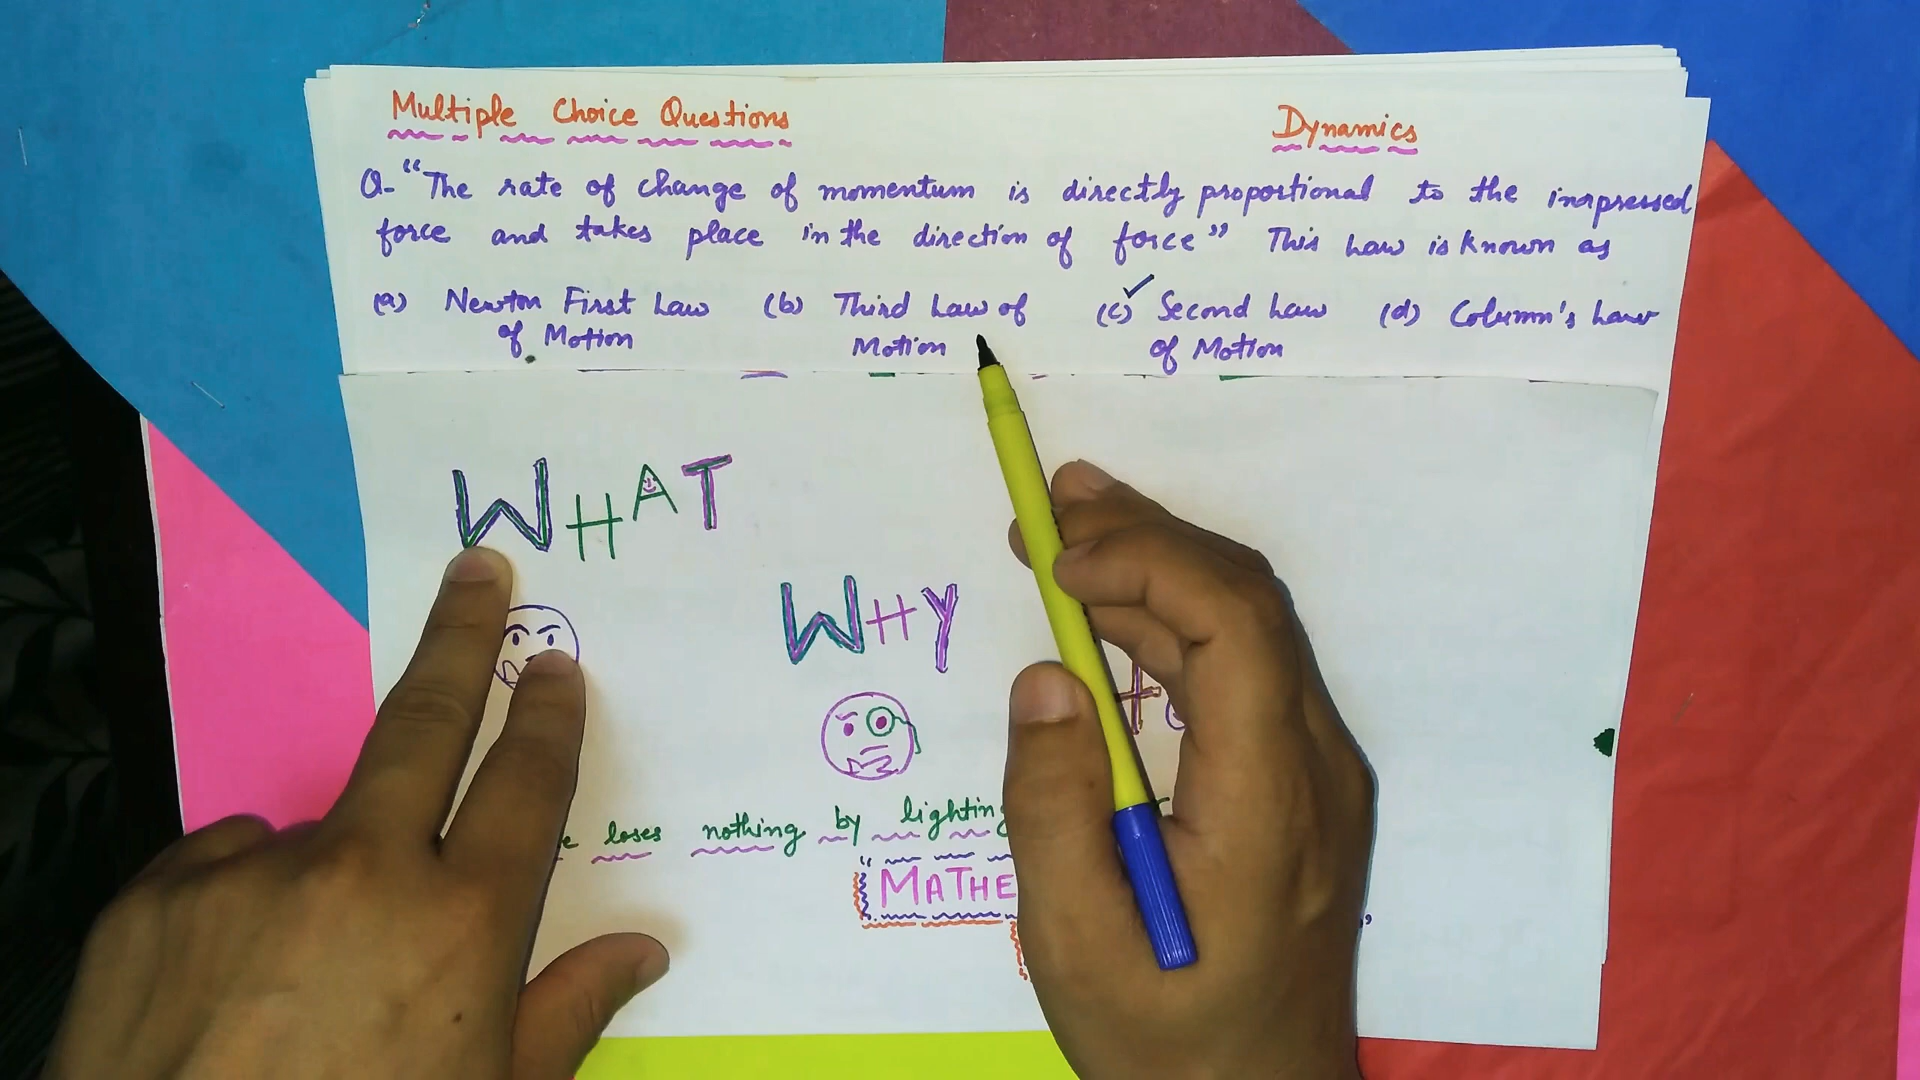 Multiple Choice Questions
Dynamics
Q- "The rate of change of momentum is directly proportional to the impressed
force and takes place in the direction of force" This Law is known as
(a) Newton First Law of Motion
(b) Third Law of Motion
(c) Second Law of Motion
(d) Column's Law
WHAT
WHY
loses nothing by lighting
"MATHE